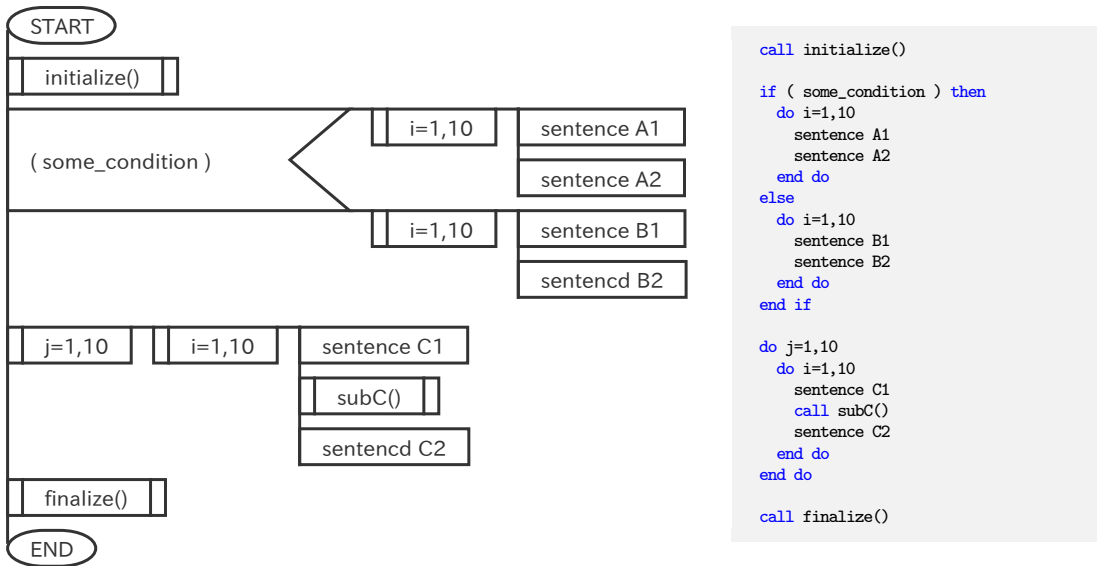 START
initialize()
( some_condition )
i=1,10
sentence A1
sentence A2
i=1,10
sentence B1
sentencd B2
j=1,10
i=1,10
sentence C1
subC()
sentencd C2
finalize()
END
call initialize()
if ( some_condition ) then
do i=1,10
sentence A1
sentence A2
end do
else
do i=1,10
sentence B1
sentence B2
end do
end if
do j=1,10
do i=1,10
sentence C1
call subC()
sentence C2
end do
end do
call finalize()